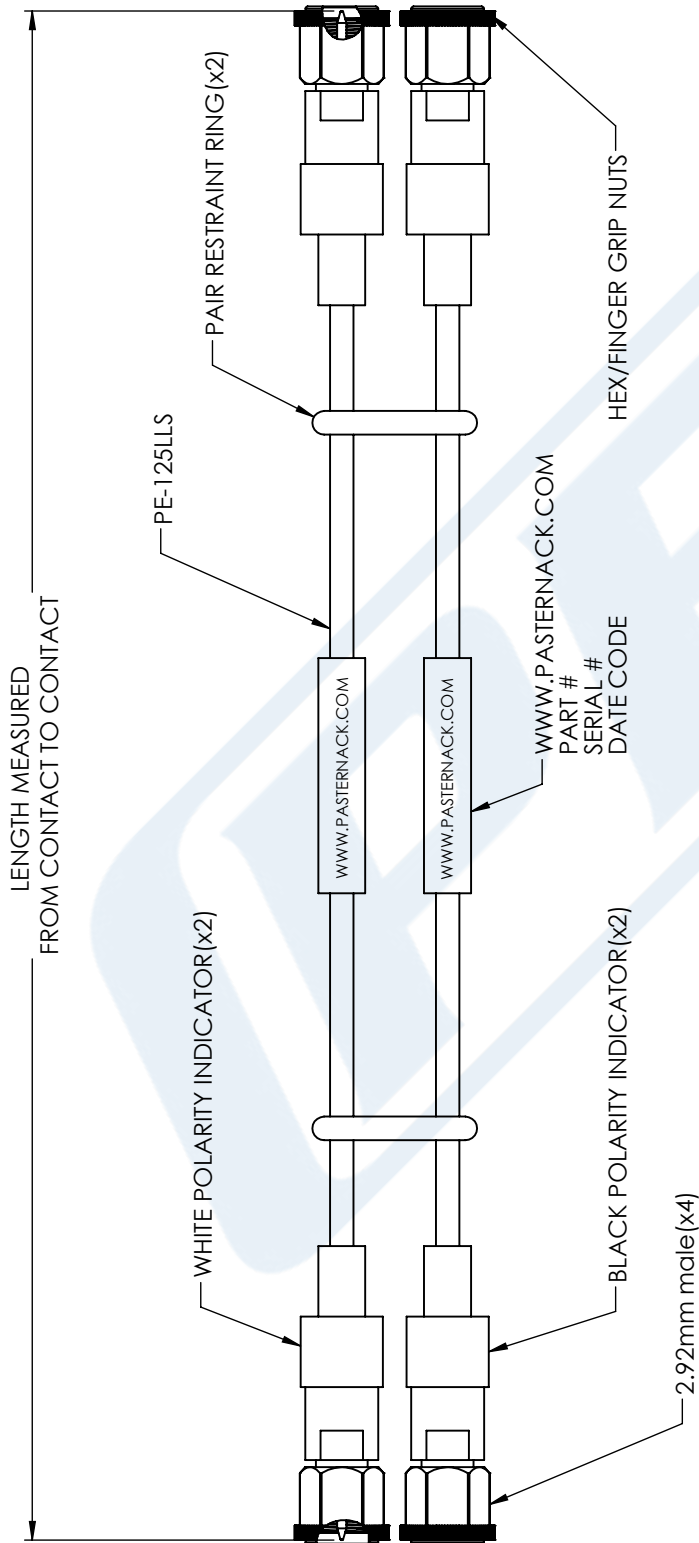 LENGTH MEASURED
FROM CONTACT TO CONTACT
WHITE POLARITY INDICATOR(x2)
PE-125LLS
PAIR RESTRAINT RING(x2)
WWW.PASTERNACK.COM
WWW.PASTERNACK.COM
2.92mm male(x4)
BLACK POLARITY INDICATOR(x2)
WWW.PASTERNACK.COM
PART #
SERIAL #
DATE CODE
HEX/FINGER GRIP NUTS